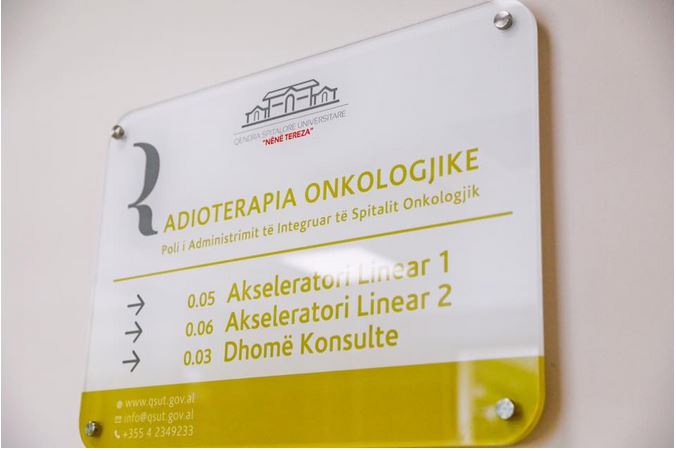 QENDRA SPITALORE UNIVERSITARE
"NËNË TEREZA"
RADIOTERAPIA ONKOLOGJIKE
Poli i Administrimit të Integruar të Spitalit Onkologjik
→ 0.05 Akseleratori Linear 1
→ 0.06 Akseleratori Linear 2
→ 0.03 Dhomë Konsulte
www.qsut.gov.al
info@qsut.gov.al
+355 4 2349233